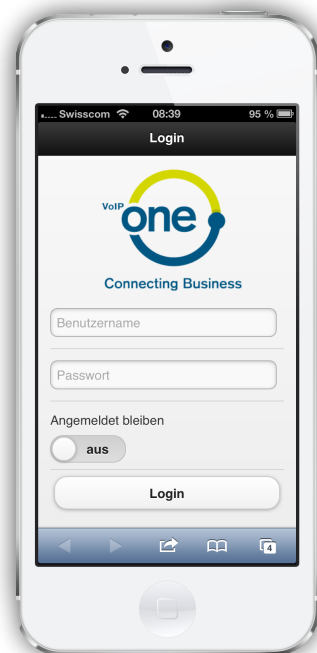 Swisscom 08:39 95 %
Login
VoIP
one
Connecting Business
Benutzername
Passwort
Angemeldet bleiben
aus
Login
4